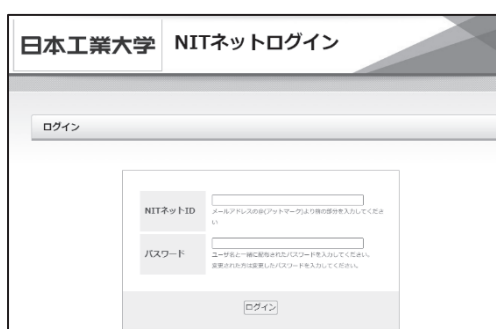 日本工業大学 NITネットログイン
ログイン
NITネットID
メールアドレスの@(アットマーク)より前の部分を入力してくださ
い
パスワード
ユーザ名と一緒に配布されたパスワードを入力してください。
変更された方は変更したパスワードを入力してください。
ログイン